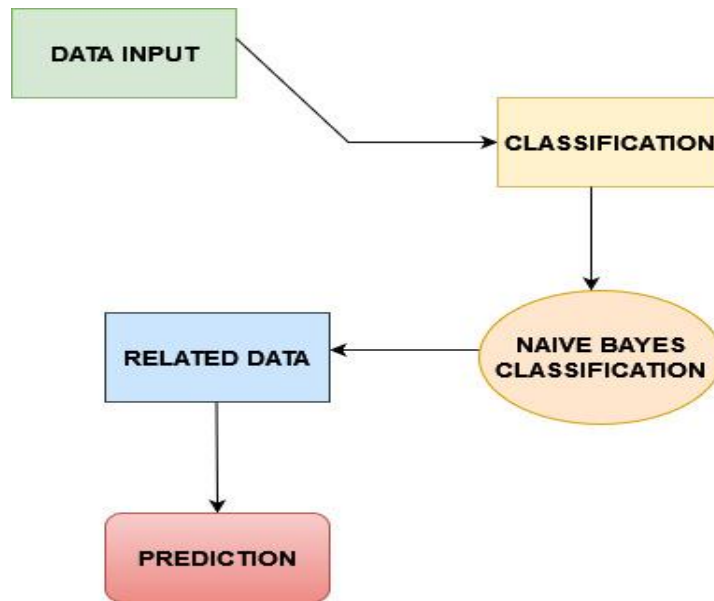 DATA INPUT
CLASSIFICATION
NAIVE BAYES
CLASSIFICATION
RELATED DATA
PREDICTION